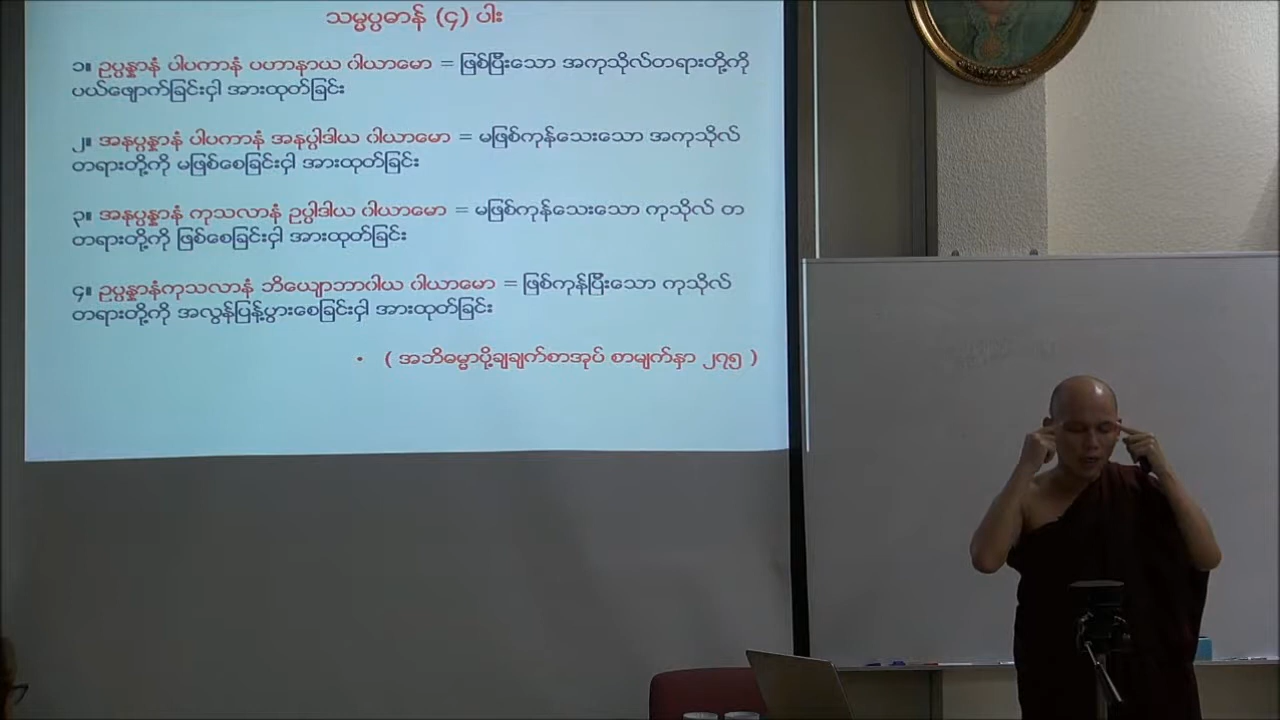 သမ္မပ္ပဓာန် (၄) ပါး
၁။ ဥပ္ပန္နာနံ ပါပကာနံ ပဟာနာယ ဝါယာမော = ဖြစ်ပြီးသော အကုသိုလ်တရားတို့ကို
ပယ်ဖျောက်ခြင်းငှါ အားထုတ်ခြင်း
၂။ အနုပ္ပန္နာနံ ပါပကာနံ အနုပ္ပါဒါယ ဝါယာမော = မဖြစ်ကုန်သေးသော အကုသိုလ်
တရားတို့ကို မဖြစ်စေခြင်းငှါ အားထုတ်ခြင်း
၃။ အနုပ္ပန္နာနံ ကုသလာနံ ဥပ္ပါဒါယ ဝါယာမော = မဖြစ်ကုန်သေးသော ကုသိုလ် တ
တရားတို့ကို ဖြစ်စေခြင်းငှါ အားထုတ်ခြင်း
၄။ ဥပ္ပန္နာနံကုသလာနံ ဘိယျောဘာဝါယ ဝါယာမော = ဖြစ်ကုန်ပြီးသော ကုသိုလ်
တရားတို့ကို အလွန်ပြန့်ပွားစေခြင်းငှါ အားထုတ်ခြင်း
• ( အဘိဓမ္မာပို့ချချက်စာအုပ် စာမျက်နှာ ၂၇၅ )